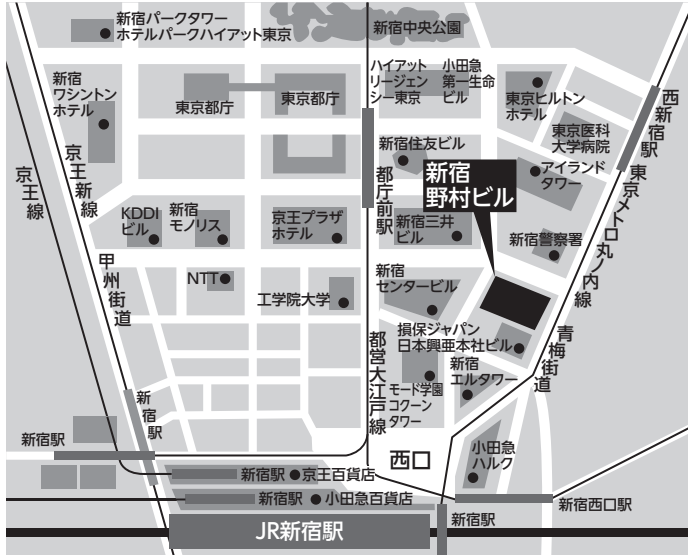 新宿パークタワー
ホテルパークハイアット東京
新宿中央公園
新宿
ワシントン
ホテル
東京都庁
東京都庁
ハイアット
リージェン
シー東京
小田急
第一生命
ビル
東京ヒルトン
ホテル
東京医科
大学病院
西新宿駅
京王線
京王新線
新宿住友ビル
都庁前駅
新宿
野村ビル
アイランド
タワー
東京メトロ丸ノ内線
KDDI
ビル
新宿
モノリス
京王プラザ
ホテル
新宿三井
ビル
新宿警察署
甲州街道
NTT
工学院大学
新宿
センタービル
損保ジャパン
日本興亜本社ビル
青梅街道
都営大江戸線
新宿
エルタワー
モード学園
コクーン
タワー
新宿駅
新宿駅
西口
小田急
ハルク
新宿駅
京王百貨店
新宿駅
小田急百貨店
新宿西口駅
新宿駅
JR新宿駅